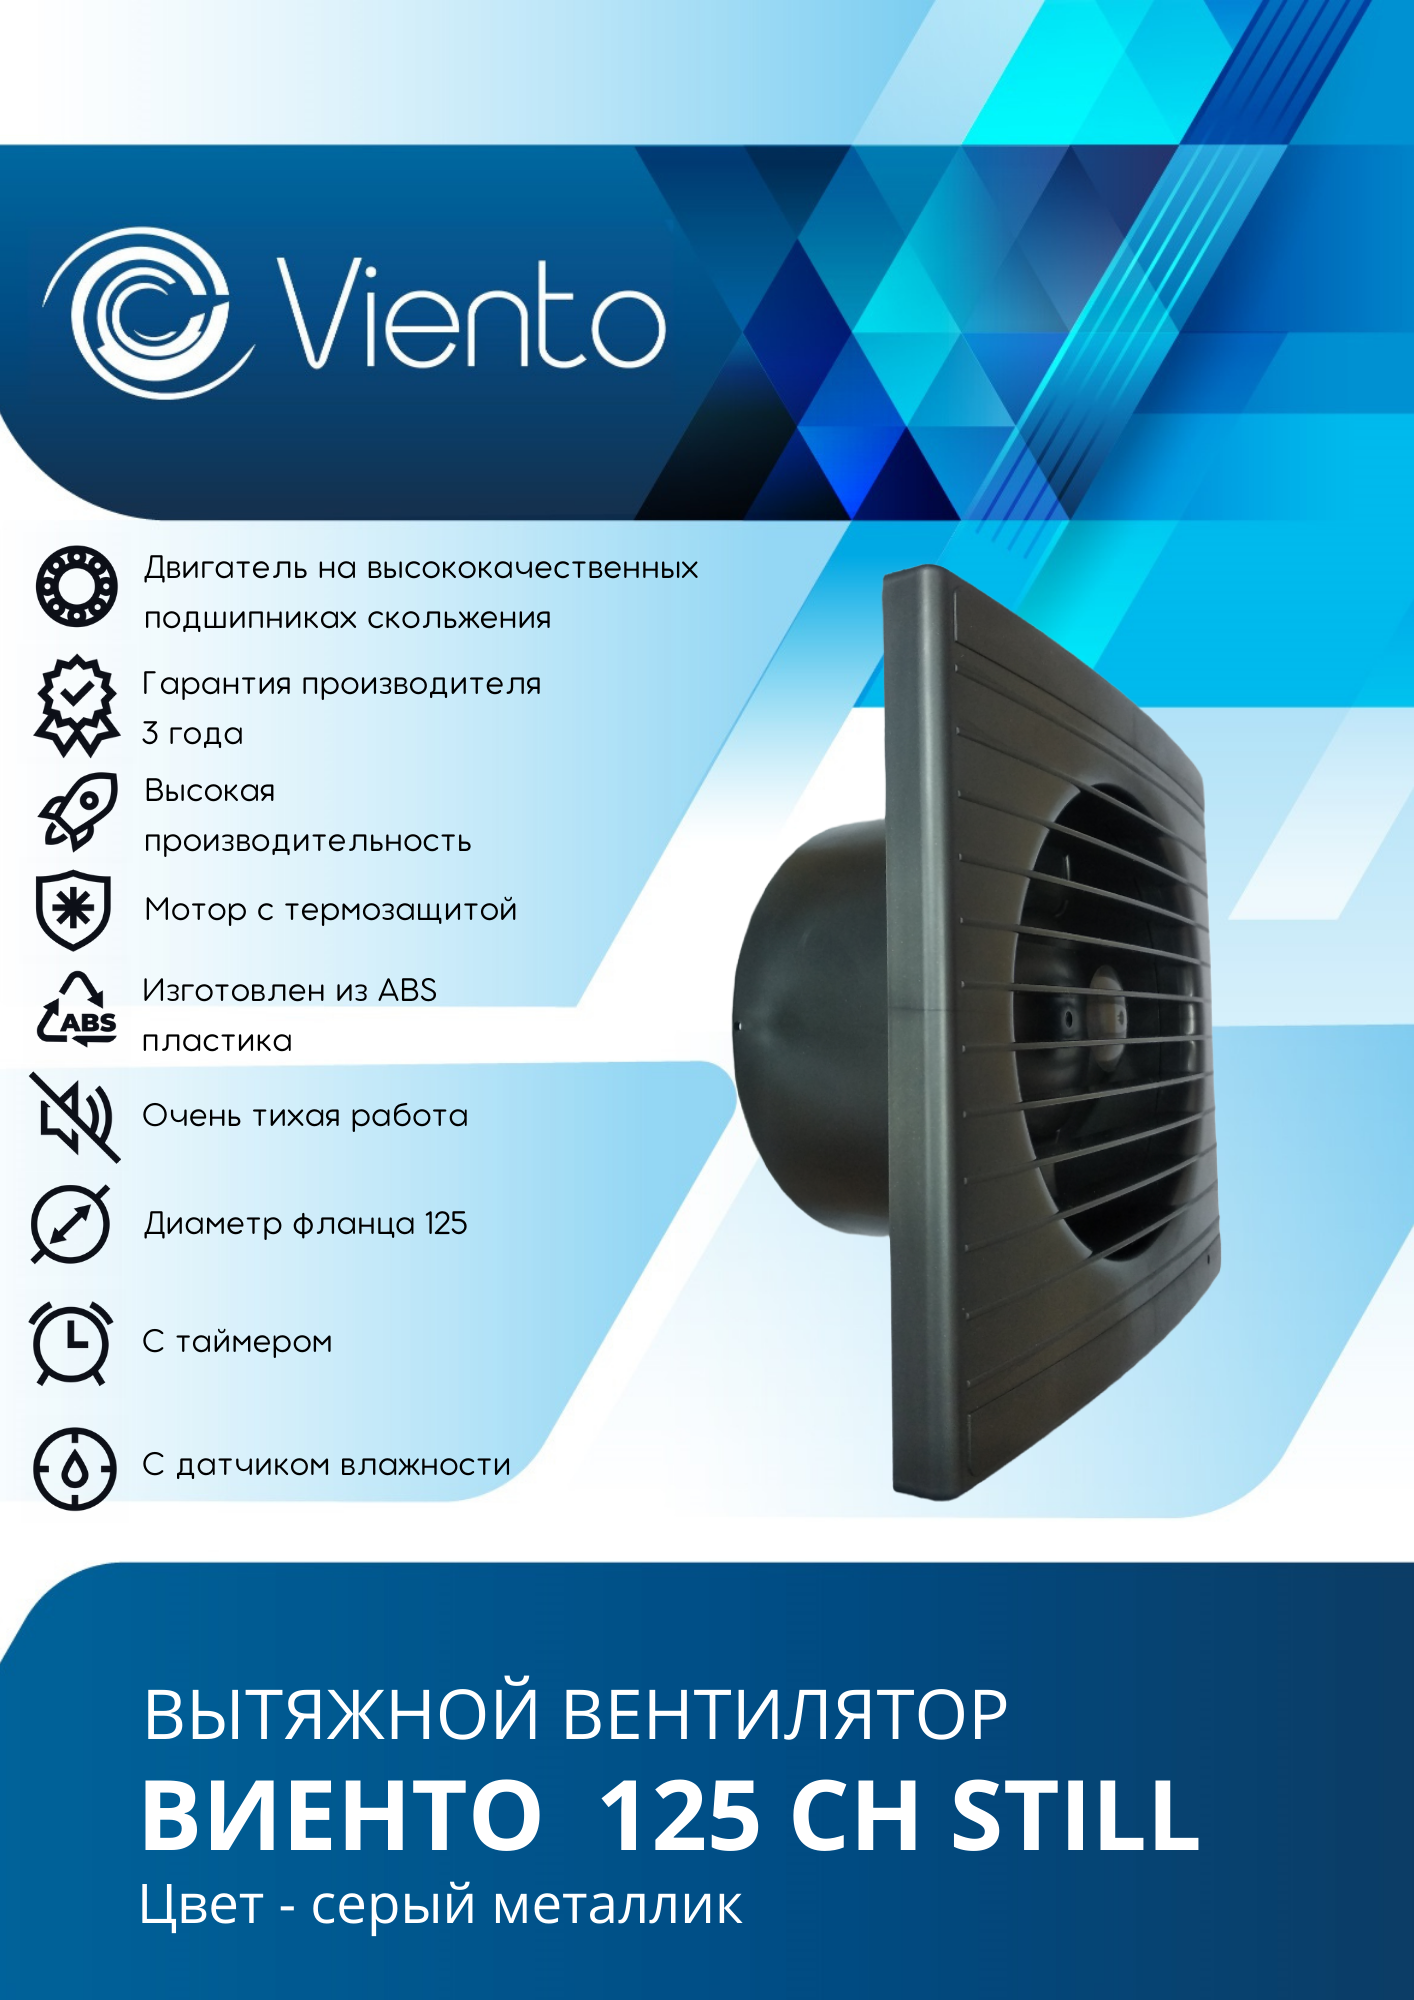 Viento
Двигатель на высококачественных
подшипниках скольжения
Гарантия производителя
3 года
Высокая
производительность
Мотор с термозащитой
Изготовлен из ABS
пластика
ABS
Очень тихая работа
Диаметр фланца 125
С таймером
С датчиком влажности
ВЫТЯЖНОЙ ВЕНТИЛЯТОР
ВИЕНТО 125 СН STILL
Цвет - серый металлик